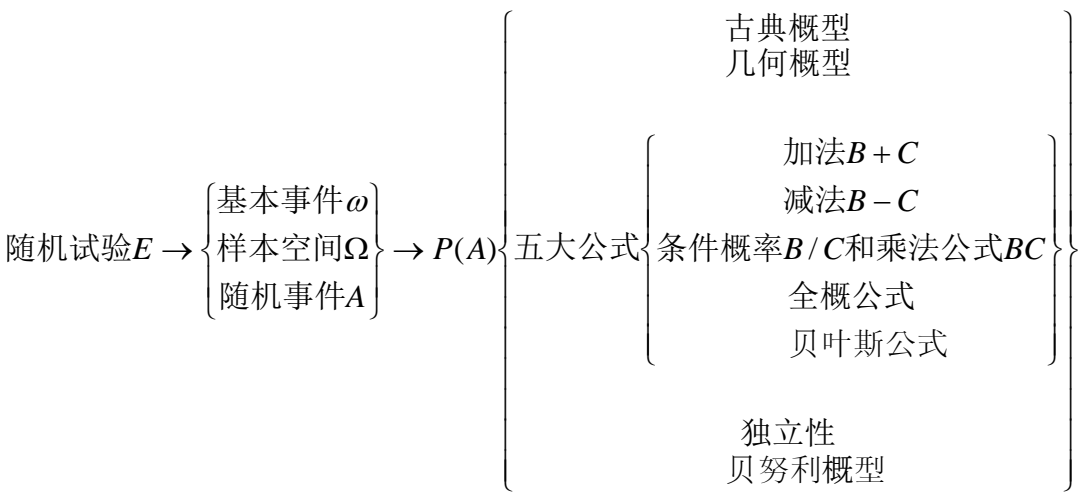 古典概型
几何概型
加法B + C
减法B − C
随机试验E → {基本事件ω
样本空间Ω
随机事件A} → P(A) {五大公式 {条件概率B / C和乘法公式BC
全概公式
贝叶斯公式
独立性
贝努利概型